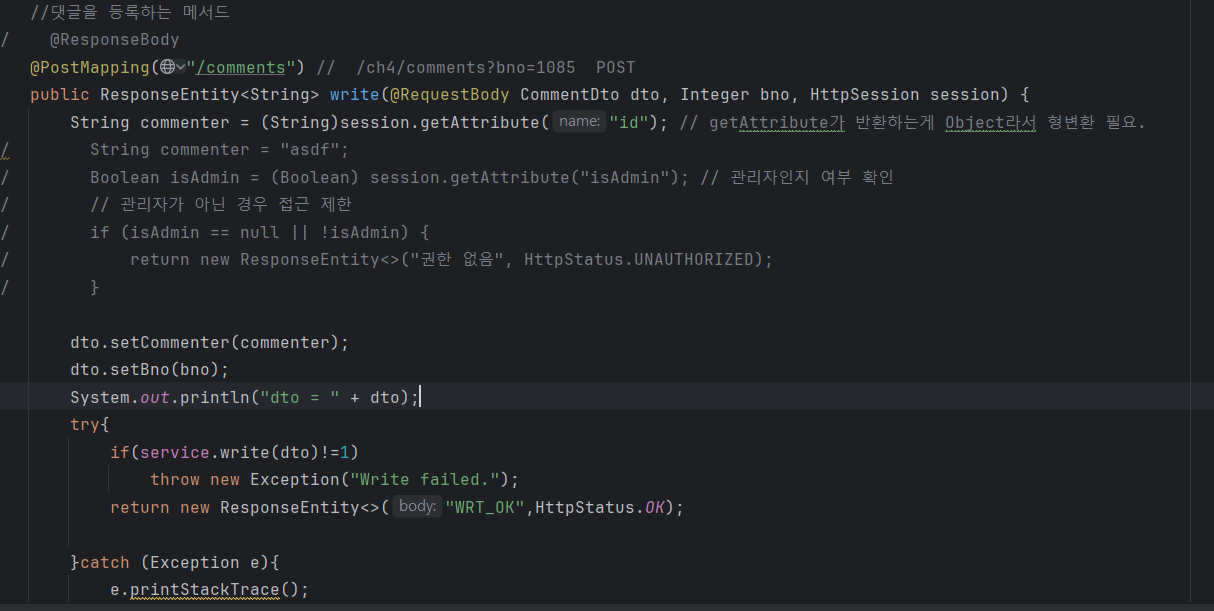 //댓글을 등록하는 메서드
/    @ResponseBody
@PostMapping("/comments") //  /ch4/comments?bno=1085  POST
public ResponseEntity<String> write(@RequestBody CommentDto dto, Integer bno, HttpSession session) {
String commenter = (String)session.getAttribute( name: "id"); // getAttribute가 반환하는게 Object라서 형변환 필요.
/        String commenter = "asdf";
/        Boolean isAdmin = (Boolean) session.getAttribute("isAdmin"); // 관리자인지 여부 확인
/        // 관리자가 아닌 경우 접근 제한
/        if (isAdmin == null || !isAdmin) {
/            return new ResponseEntity<>("권한 없음", HttpStatus.UNAUTHORIZED);
/        }
dto.setCommenter(commenter);
dto.setBno(bno);
System.out.println("dto = " + dto);
try{
if(service.write(dto)!=1)
throw new Exception("Write failed.");
return new ResponseEntity<>( body: "WRT_OK",HttpStatus.OK);
}catch (Exception e){
e.printStackTrace();